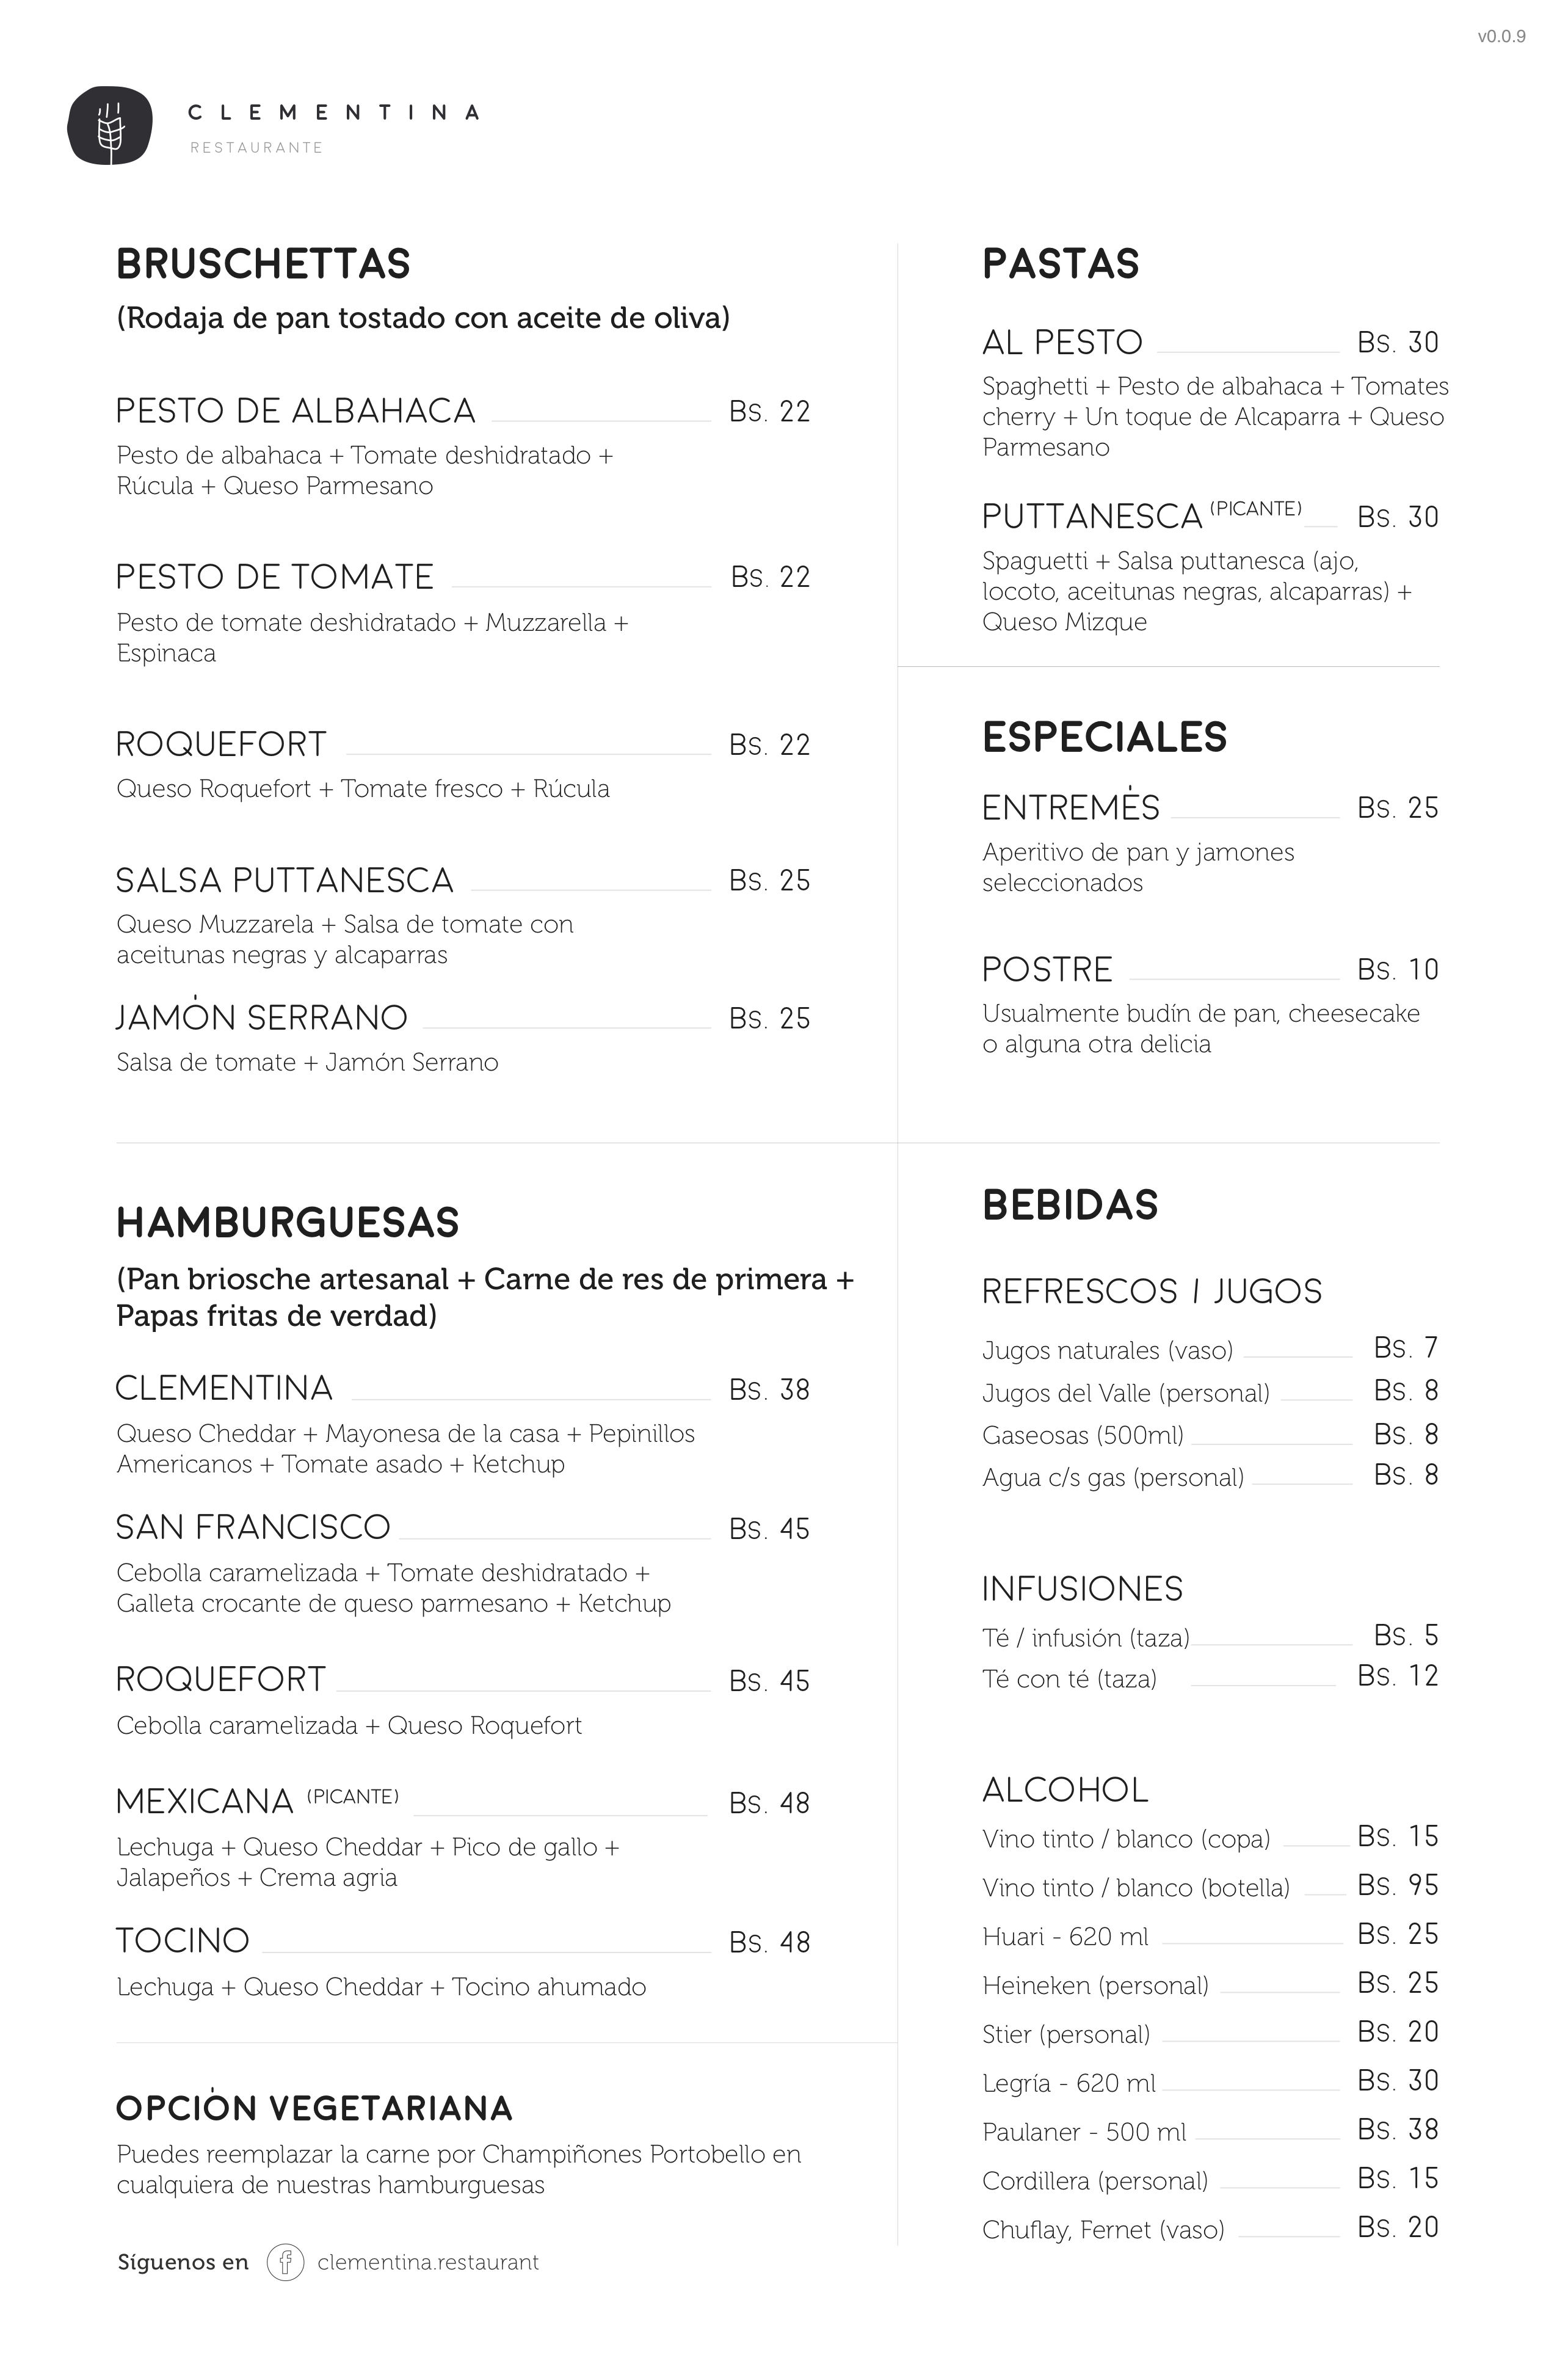 v0.0.9
CLEMENTINA
RESTAURANTE
BRUSCHETTAS
(Rodaja de pan tostado con aceite de oliva)
PESTO DE ALBAHACA Bs. 22
Pesto de albahaca + Tomate deshidratado +
Rúcula + Queso Parmesano
PESTO DE TOMATE Bs. 22
Pesto de tomate deshidratado + Muzzarella +
Espinaca
ROQUEFORT Bs. 22
Queso Roquefort + Tomate fresco + Rúcula
SALSA PUTTANESCA Bs. 25
Queso Muzzarela + Salsa de tomate con
aceitunas negras y alcaparras
JAMÓN SERRANO Bs. 25
Salsa de tomate + Jamón Serrano
HAMBURGUESAS
(Pan briosche artesanal + Carne de res de primera +
Papas fritas de verdad)
CLEMENTINA Bs. 38
Queso Cheddar + Mayonesa de la casa + Pepinillos
Americanos + Tomate asado + Ketchup
SAN FRANCISCO Bs. 45
Cebolla caramelizada + Tomate deshidratado +
Galleta crocante de queso parmesano + Ketchup
ROQUEFORT Bs. 45
Cebolla caramelizada + Queso Roquefort
MEXICANA (PICANTE) Bs. 48
Lechuga + Queso Cheddar + Pico de gallo +
Jalapeños + Crema agria
TOCINO Bs. 48
Lechuga + Queso Cheddar + Tocino ahumado
OPCIÓN VEGETARIANA
Puedes reemplazar la carne por Champiñones Portobello en
cualquiera de nuestras hamburguesas
Síguenos en f clementina.restaurant
PASTAS
AL PESTO Bs. 30
Spaghetti + Pesto de albahaca + Tomates
cherry + Un toque de Alcaparra + Queso
Parmesano
PUTTANESCA (PICANTE) Bs. 30
Spaguetti + Salsa puttanesca (ajo,
locoto, aceitunas negras, alcaparras) +
Queso Mizque
ESPECIALES
ENTREMÉS Bs. 25
Aperitivo de pan y jamones
seleccionados
POSTRE Bs. 10
Usualmente budín de pan, cheesecake
o alguna otra delicia
BEBIDAS
REFRESCOS / JUGOS
Jugos naturales (vaso) Bs. 7
Jugos del Valle (personal) Bs. 8
Gaseosas (500ml) Bs. 8
Agua c/s gas (personal) Bs. 8
INFUSIONES
Té / infusión (taza) Bs. 5
Té con té (taza) Bs. 12
ALCOHOL
Vino tinto / blanco (copa) Bs. 15
Vino tinto / blanco (botella) Bs. 95
Huari - 620 ml Bs. 25
Heineken (personal) Bs. 25
Stier (personal) Bs. 20
Legría - 620 ml Bs. 30
Paulaner - 500 ml Bs. 38
Cordillera (personal) Bs. 15
Chuflay, Fernet (vaso) Bs. 20